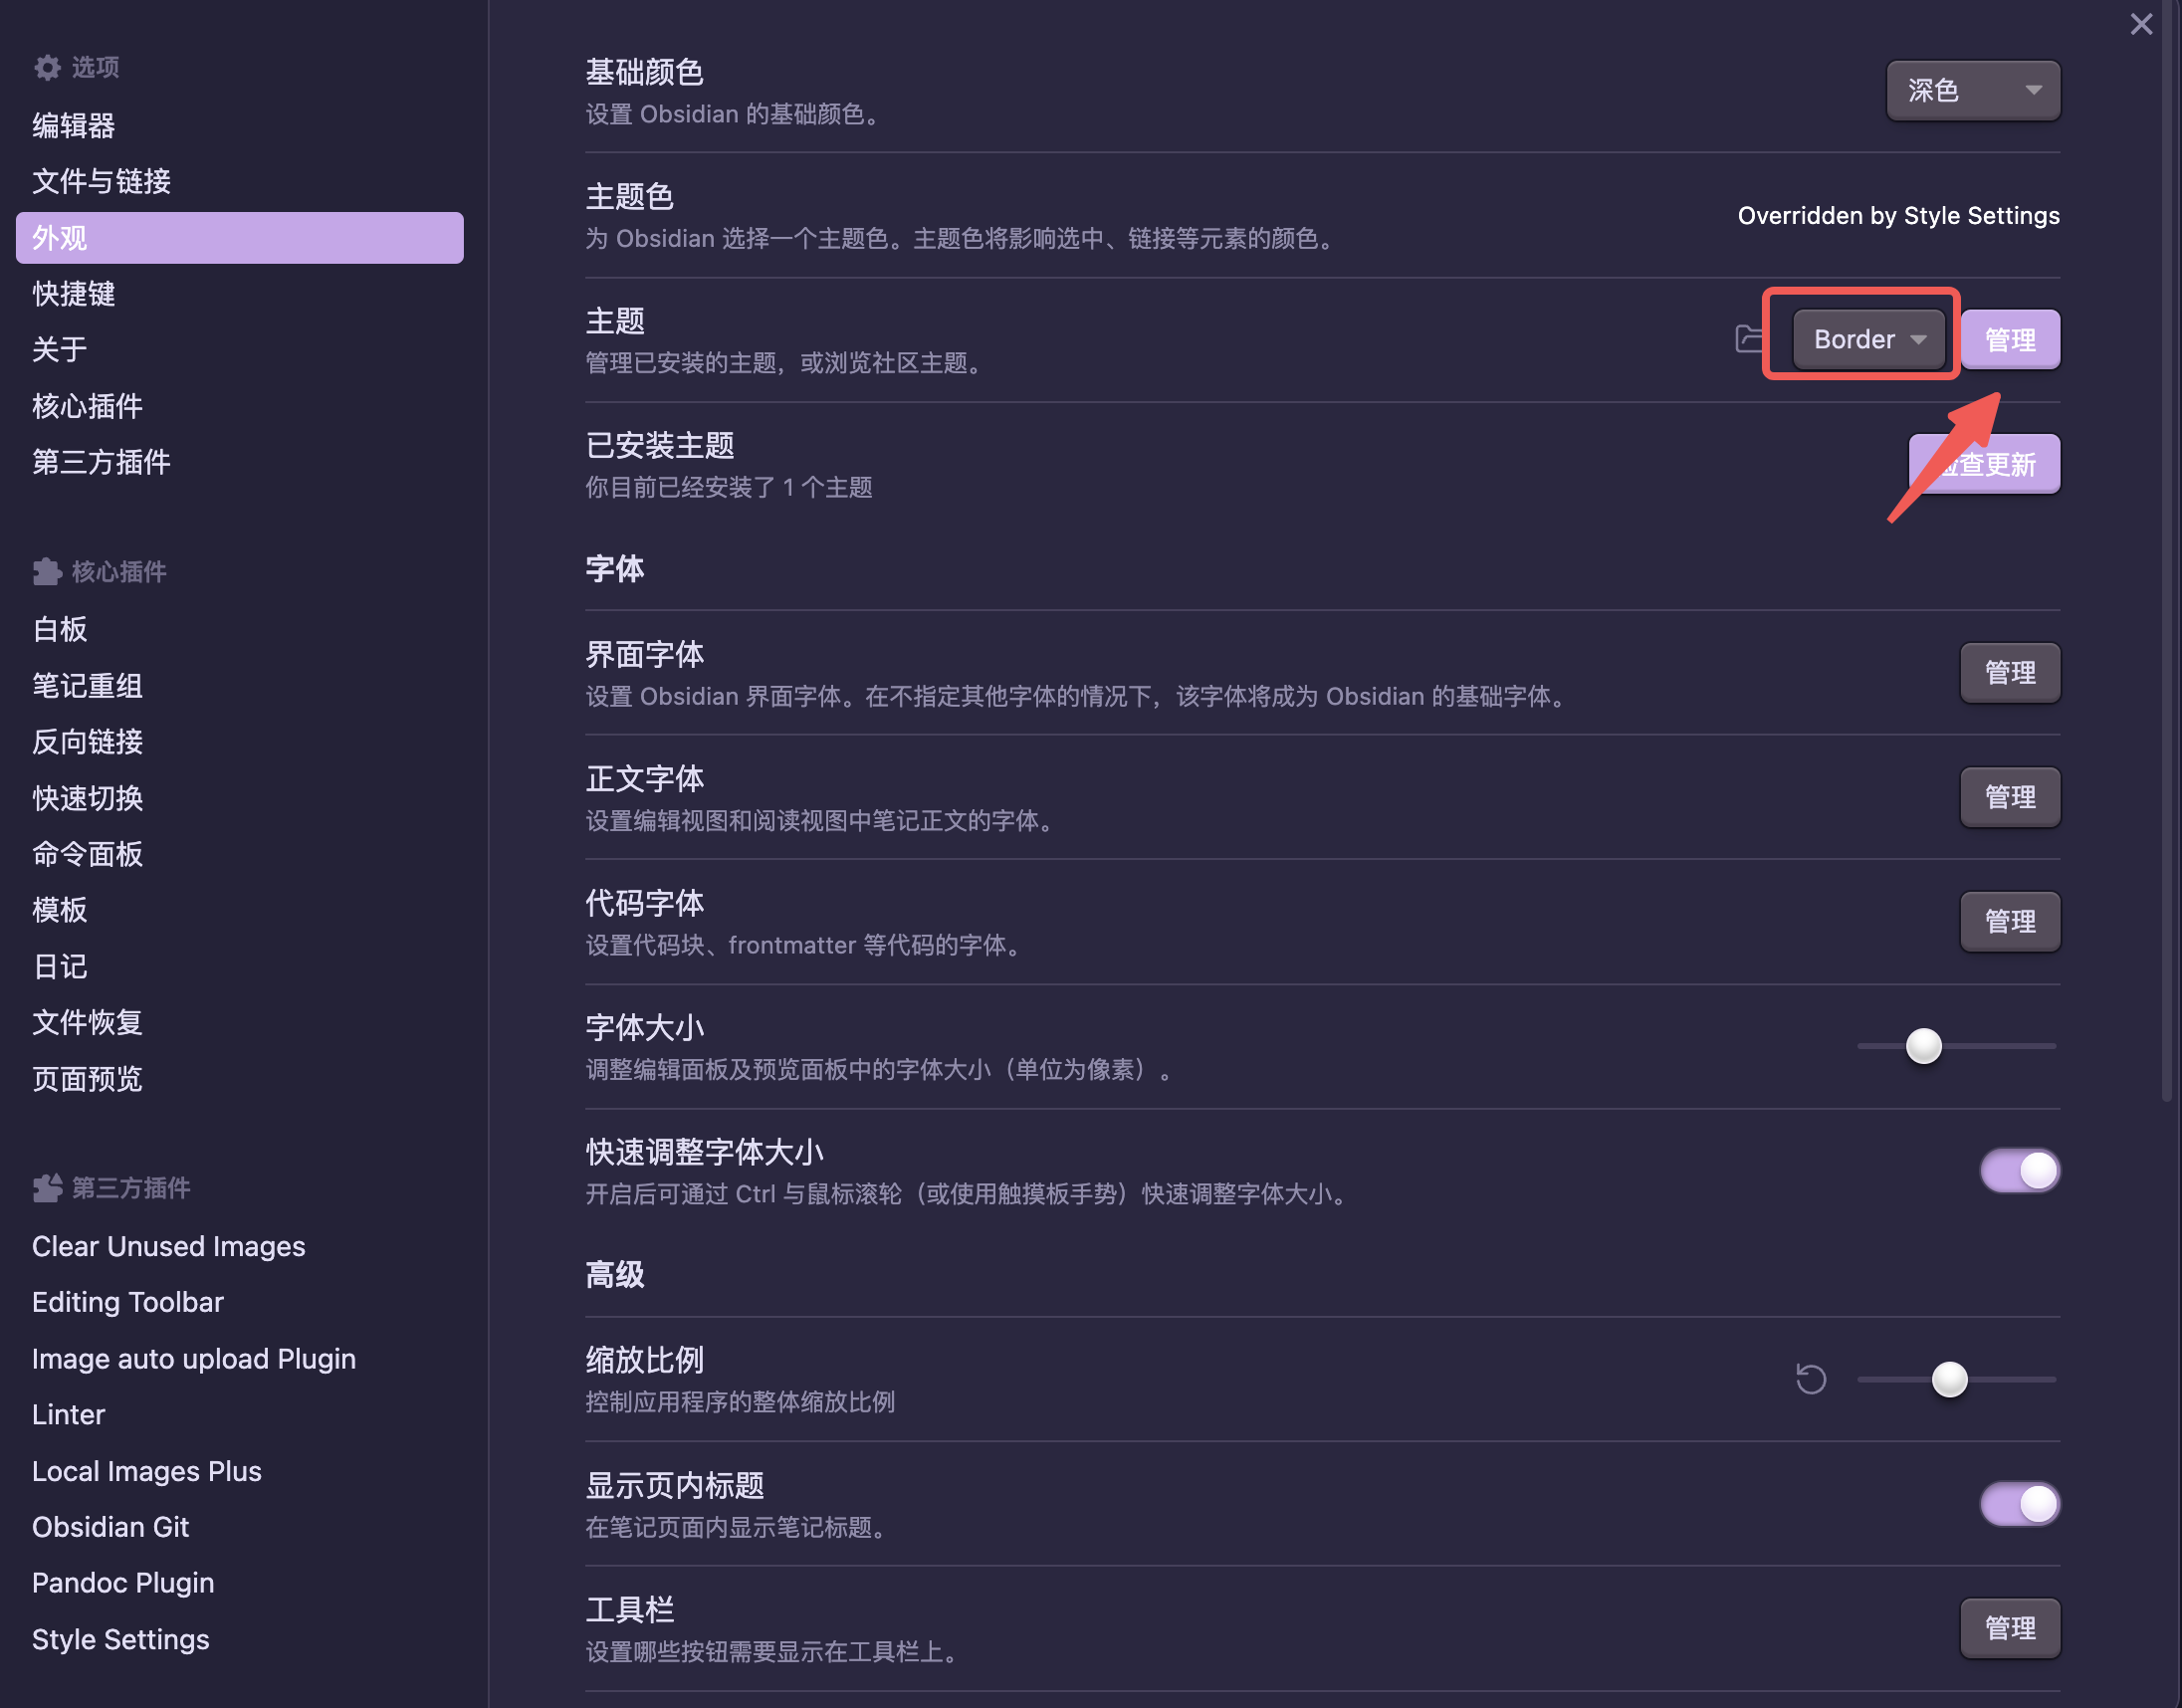 选项
编辑器
文件与链接
外观
快捷键
关于
核心插件
第三方插件
核心插件
白板
笔记重组
反向链接
快速切换
命令面板
模板
日记
文件恢复
页面预览
第三方插件
Clear Unused Images
Editing Toolbar
Image auto upload Plugin
Linter
Local Images Plus
Obsidian Git
Pandoc Plugin
Style Settings
基础颜色
设置 Obsidian 的基础颜色。
深色
主题色
为 Obsidian 选择一个主题色。主题色将影响选中、链接等元素的颜色。
Overridden by Style Settings
主题
管理已安装的主题，或浏览社区主题。
Border
管理
已安装主题
你目前已经安装了 1 个主题
查更新
字体
界面字体
设置 Obsidian 界面字体。在不指定其他字体的情况下，该字体将成为 Obsidian 的基础字体。
管理
正文字体
设置编辑视图和阅读视图中笔记正文的字体。
管理
代码字体
设置代码块、frontmatter 等代码的字体。
管理
字体大小
调整编辑面板及预览面板中的字体大小（单位为像素）。
快速调整字体大小
开启后可通过 Ctrl 与鼠标滚轮（或使用触摸板手势）快速调整字体大小。
高级
缩放比例
控制应用程序的整体缩放比例
显示页内标题
在笔记页面内显示笔记标题。
工具栏
设置哪些按钮需要显示在工具栏上。
管理